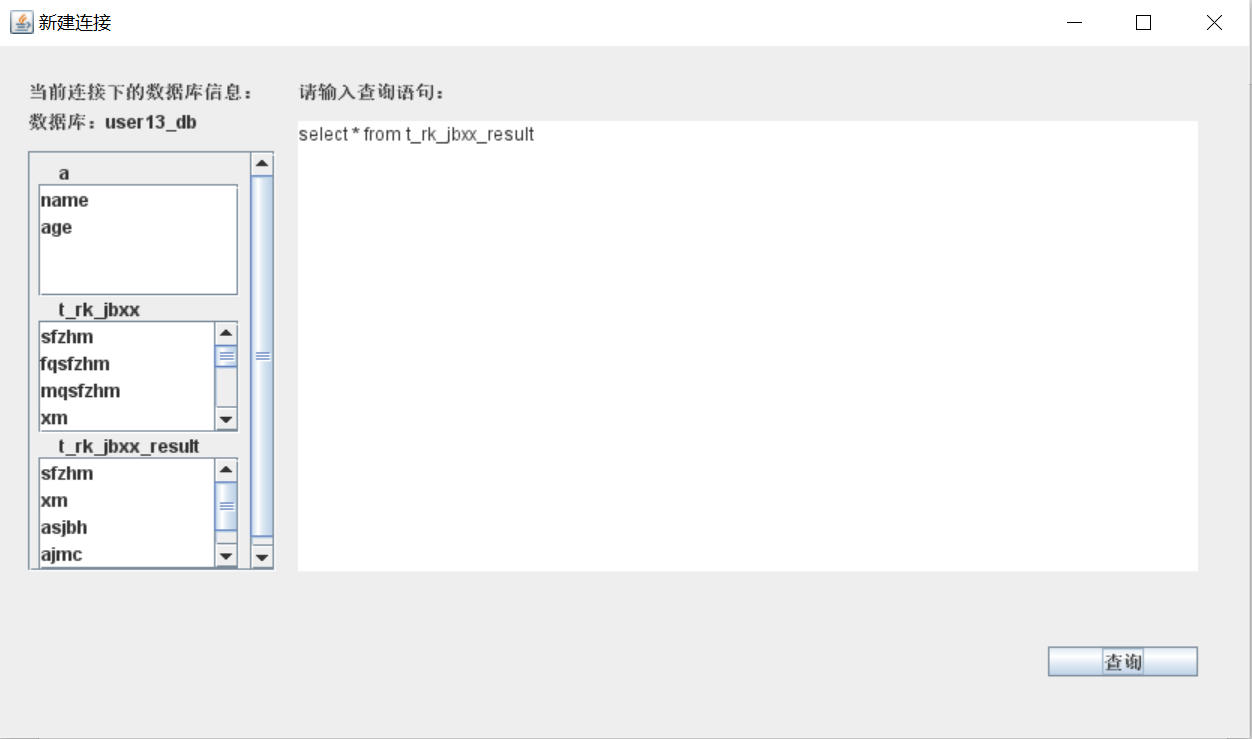 新建连接
当前连接下的数据库信息：
数据库：user13_db
a
name
age
t_rk_jbxx
sfzhm
fqsfzhm
mqsfzhm
xm
t_rk_jbxx_result
sfzhm
xm
asjbh
ajmc
请输入查询语句：
select * from t_rk_jbxx_result
查询